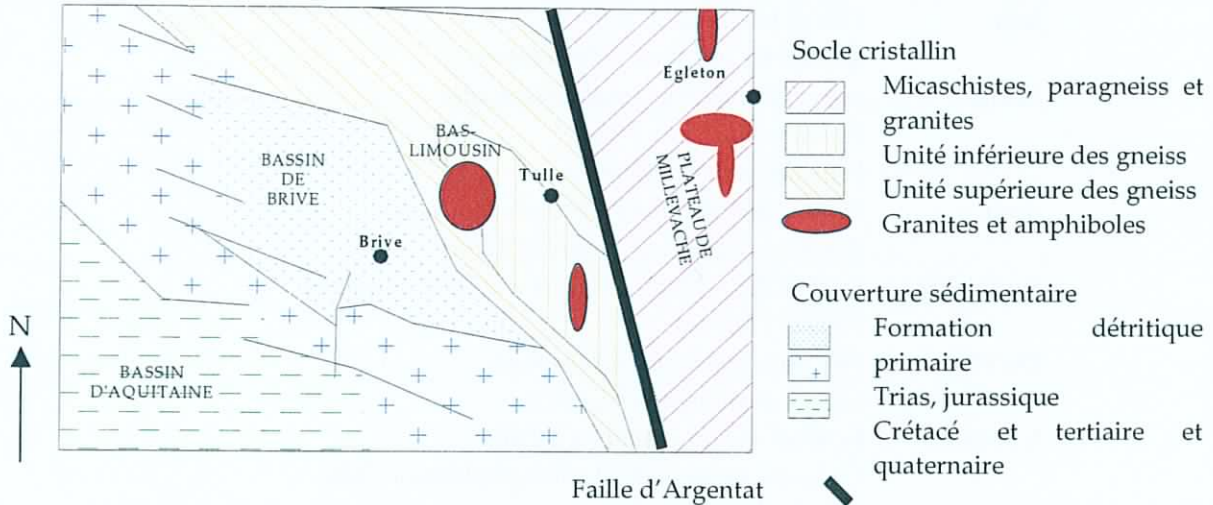 BASSIN
DE
BRIVE
Brive
BAS-
LIMOUSIN
Tulle
Egleton
PLATEAU DE
MILLEVACHE
BASSIN
D'AQUITAINE
N
Faille d'Argentat
Socle cristallin
Micaschistes, paragneiss et
granites
Unité inférieure des gneiss
Unité supérieure des gneiss
Granites et amphiboles
Couverture sédimentaire
Formation détritique
primaire
Trias, jurassique
Crétacé et tertiaire et
quaternaire